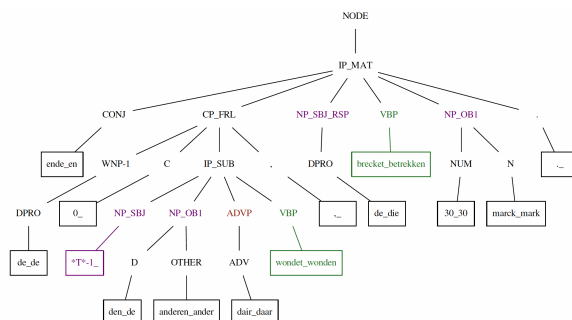 NODE
IP_MAT
CONJ CP_FRL NP_SBJ_RSP VBP NP_OB1 .
ende_en WNP-1 C IP_SUB , DPRO brecket_betrekken NUM N ._
DPRO 0_ NP_SBJ NP_OB1 ADVP VBP ,_ de_die 30_30 marck_mark
de_de *T*-1_ D OTHER ADV wondet_wonden
den_de anderen_ander dair_daar